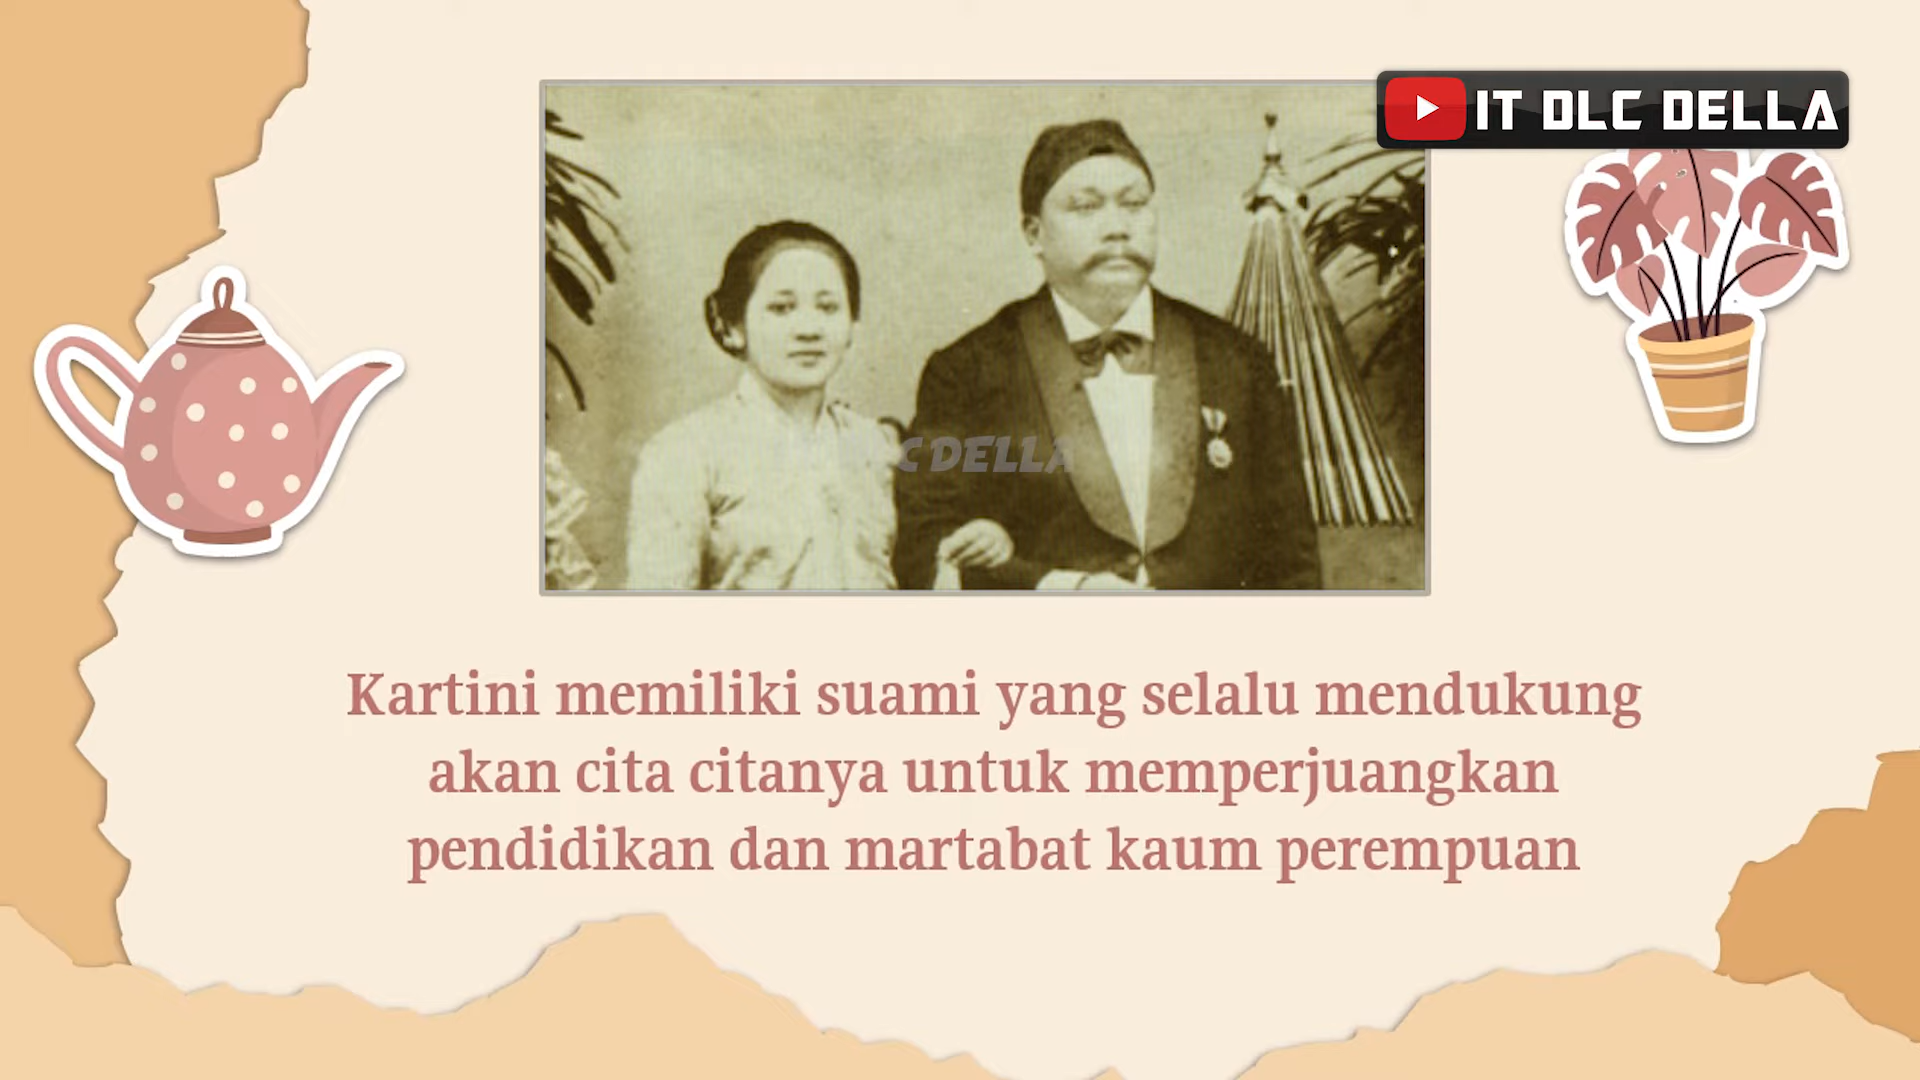 IT DLC DELLA
C DELLA
Kartini memiliki suami yang selalu mendukung
akan cita citanya untuk memperjuangkan
pendidikan dan martabat kaum perempuan